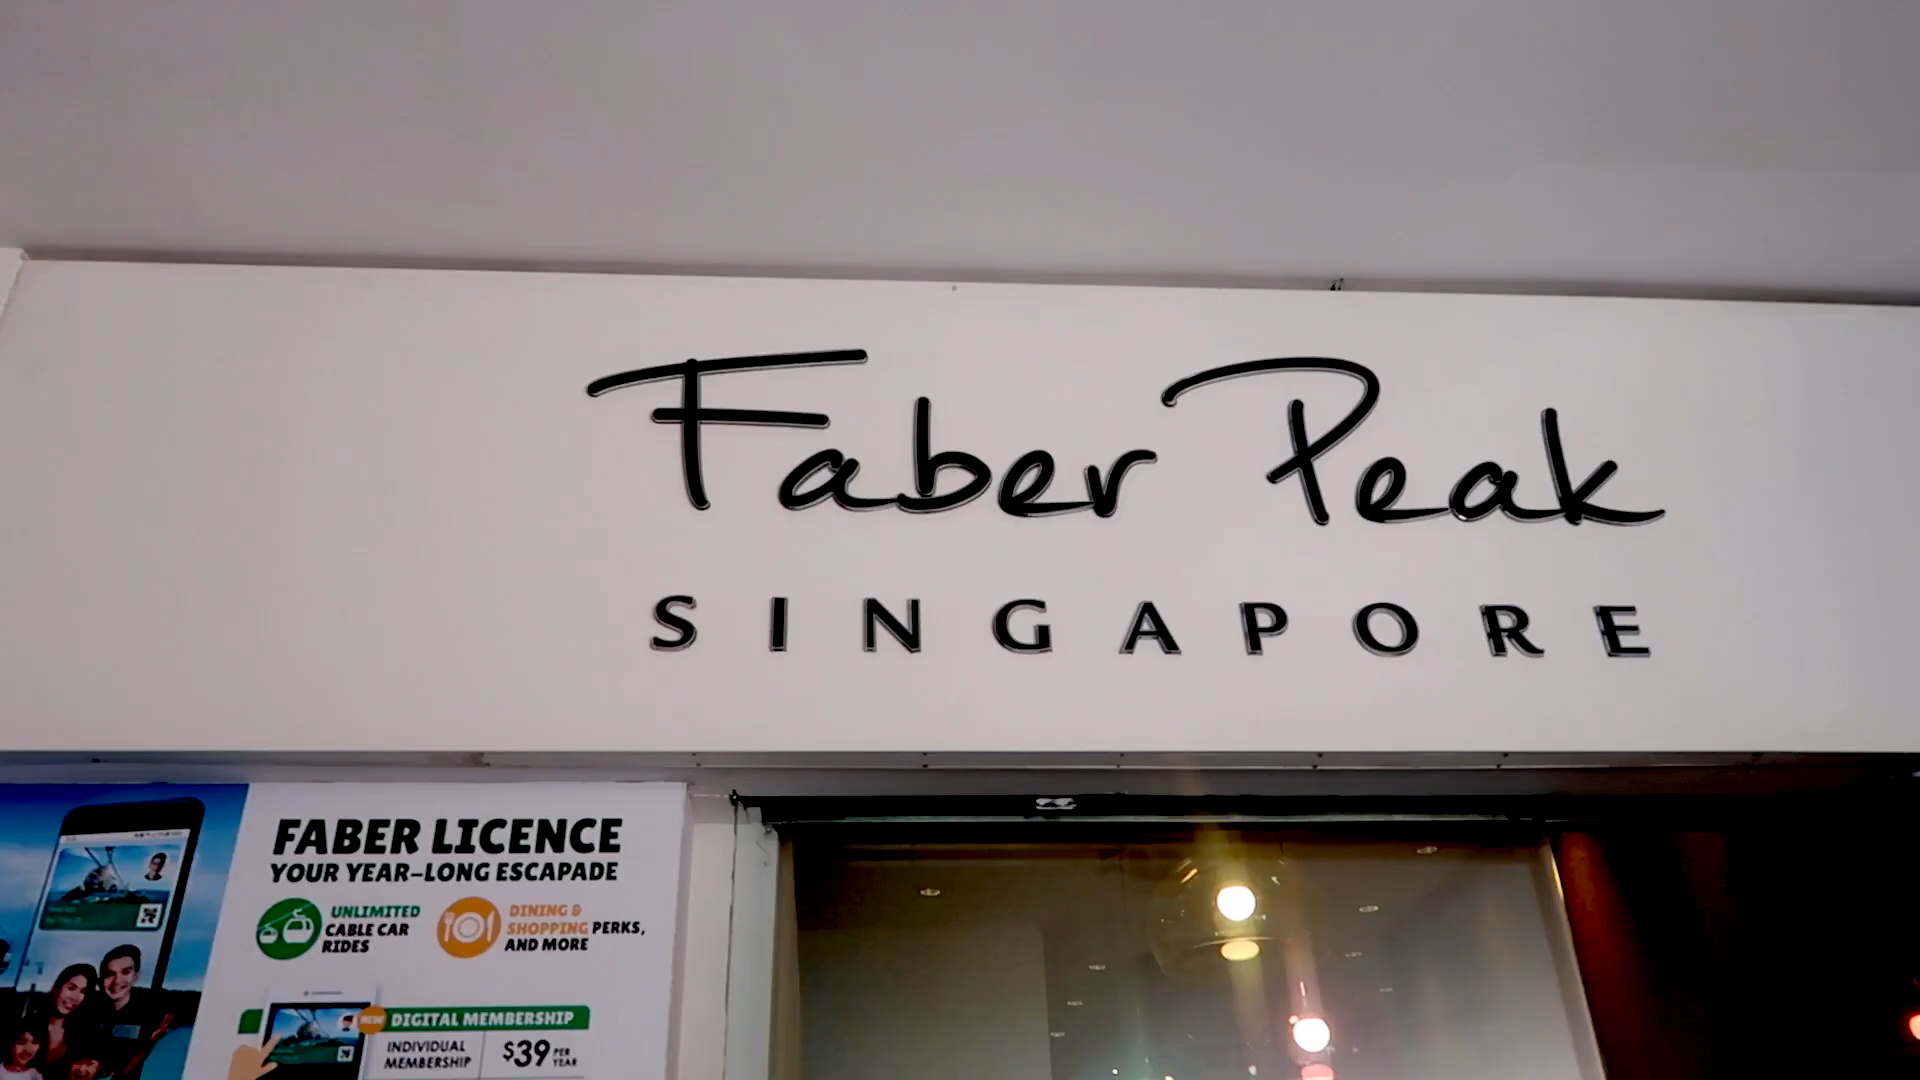 Faber Peak
SINGAPORE
FABER LICENCE
YOUR YEAR-LONG ESCAPADE
UNLIMITED
CABLE CAR
RIDES
DINING &
SHOPPING PERKS,
AND MORE
NEW
DIGITAL MEMBERSHIP
INDIVIDUAL
MEMBERSHIP
$39 PER
YEAR